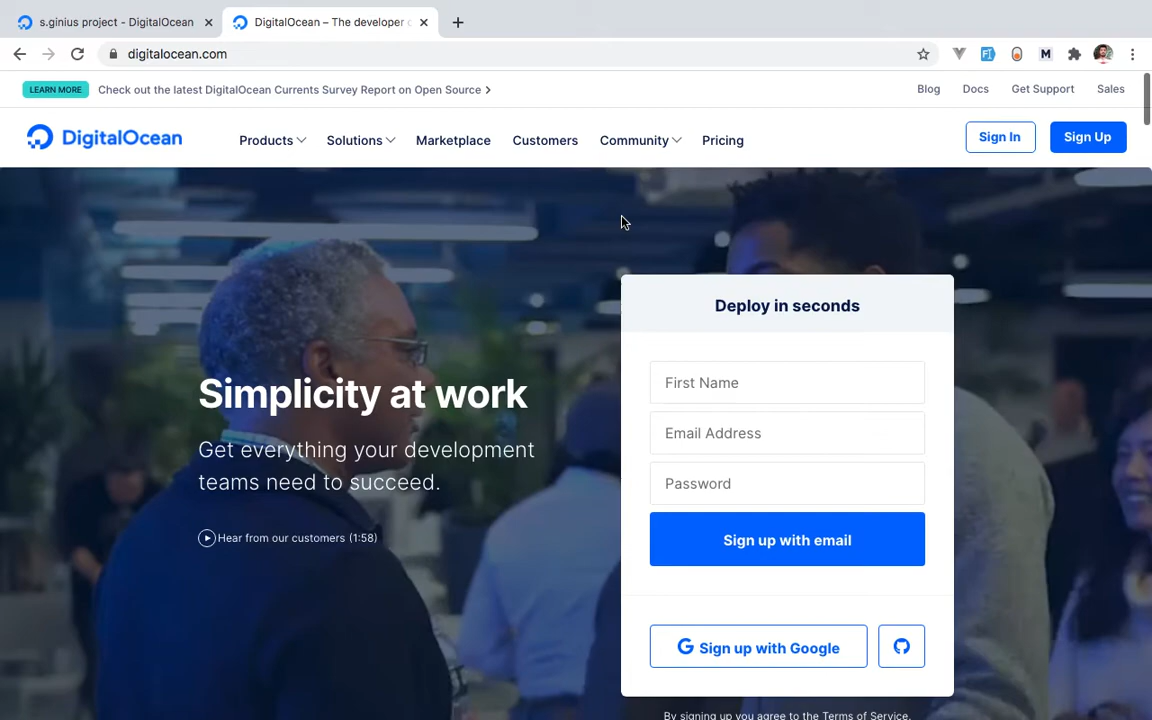 s.ginius project - DigitalOcean
DigitalOcean – The developer c
digitalocean.com
LEARN MORE Check out the latest DigitalOcean Currents Survey Report on Open Source
Blog Docs Get Support Sales
DigitalOcean
Products Solutions Marketplace Customers Community Pricing
Sign In Sign Up
Deploy in seconds
First Name
Email Address
Password
Sign up with email
Sign up with Google
By signing up you agree to the Terms of Service.
Simplicity at work
Get everything your development
teams need to succeed.
Hear from our customers (1:58)